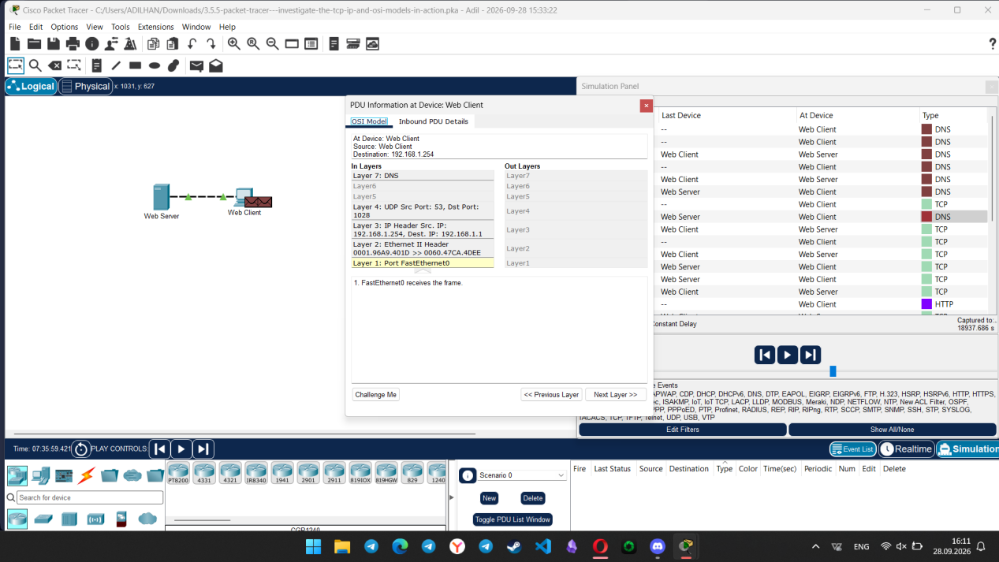 Cisco Packet Tracer - C:/Users/ADILHAN/Downloads/3.5.5-packet-tracer---investigate-the-tcp-ip-and-osi-models-in-action.pka - Adil - 2026-09-28 15:33:22
File Edit Options View Tools Extensions Window Help
?
Logical Physical x: 1031, y: 627
Simulation Panel
PDU Information at Device: Web Client
OSI Model Inbound PDU Details
At Device: Web Client
Source: Web Client
Destination: 192.168.1.254
In Layers Out Layers
Layer 7: DNS Layer7
Layer6 Layer6
Layer5 Layer5
Layer 4: UDP Src Port: 53, Dst Port: 1028 Layer4
Layer 3: IP Header Src. IP: 192.168.1.254, Dest. IP: 192.168.1.1 Layer3
Layer 2: Ethernet II Header 0001.96A9.401D >> 0060.47CA.4DEE Layer2
Layer 1: Port FastEthernet0 Layer1
1. FastEthernet0 receives the frame.
Challenge Me << Previous Layer Next Layer >>
Web Server
Web Client
Last Device At Device Type
-- Web Client DNS
-- Web Client DNS
Web Client Web Server DNS
-- Web Client DNS
Web Client Web Server DNS
Web Server Web Client DNS
-- Web Client TCP
Web Server Web Client DNS
Web Client Web Server TCP
-- Web Client TCP
Web Client Web Server TCP
Web Server Web Client TCP
Web Server Web Client TCP
Web Client Web Server TCP
-- Web Client HTTP
Constant Delay
Captured to:
18937.686 s
Events
APWAP, CDP, DHCP, DHCPv6, DNS, DTP, EAPOL, EIGRP, EIGRPv6, FTP, H.323, HSRP, HSRPv6, HTTP, HTTPS,
ec, ISAKMP, IoT, IoT TCP, LACP, LLDP, MODBUS, Meraki, NDP, NETFLOW, NTP, New ACL Filter, OSPF,
PPP, PPPoED, PTP, Profinet, RADIUS, REP, RIP, RIPng, RTP, SCCP, SMTP, SNMP, SSH, STP, SYSLOG,
TACACS, TCP, TFTP, Telnet, UDP, USB, VTP
Edit Filters Show All/None
Time: 07:35:59.421 PLAY CONTROLS:
Event List Realtime Simulation
PT8200 4331 4321 IR8340 1941 2901 2911 819IOX 819HGW 829 1240
Search for device
CGR1240
Scenario 0
New Delete
Toggle PDU List Window
Fire Last Status Source Destination Type Color Time(sec) Periodic Num Edit Delete
ENG
16:11
28.09.2026